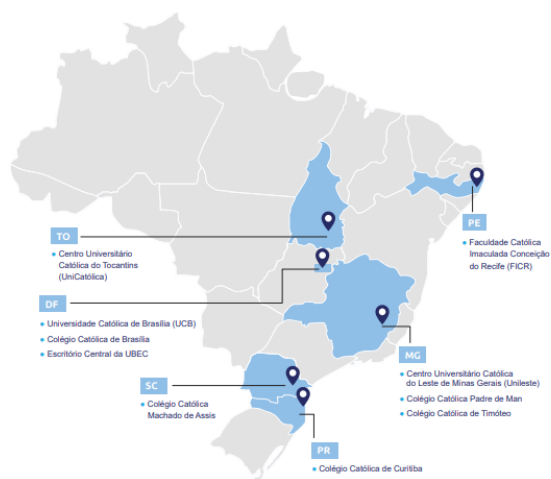 TO
• Centro Universitário
Católica do Tocantins
(UniCatólica)
DF
• Universidade Católica de Brasília (UCB)
• Colégio Católica de Brasília
• Escritório Central da UBEC
SC
• Colégio Católica
Machado de Assis
PR
• Colégio Católica de Curitiba
MG
• Centro Universitário Católica
do Leste de Minas Gerais (Unileste)
• Colégio Católica Padre de Man
• Colégio Católica de Timóteo
PE
• Faculdade Católica
Imaculada Conceição
do Recife (FICR)